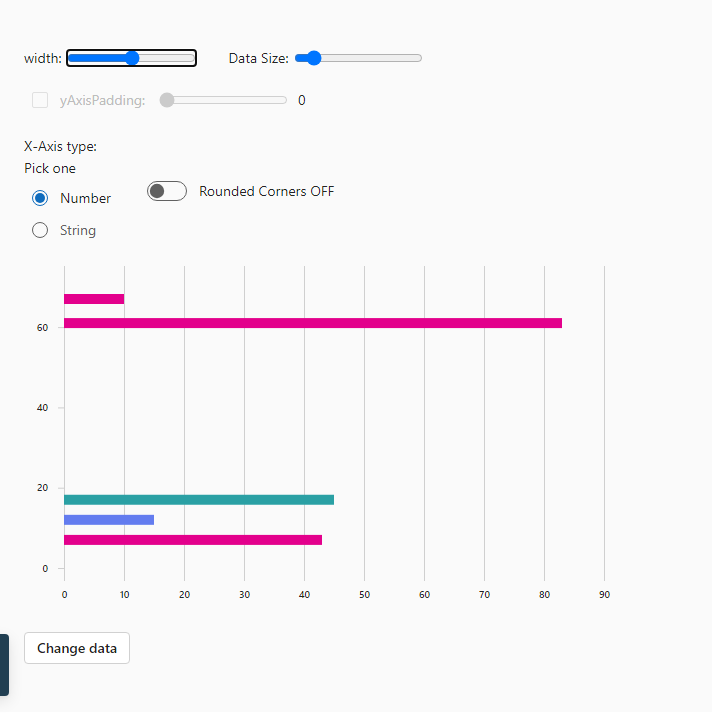 width: Data Size:
yAxisPadding: 0
X-Axis type:
Pick one
Number Rounded Corners OFF
String
60
40
20
0
0 10 20 30 40 50 60 70 80 90
Change data